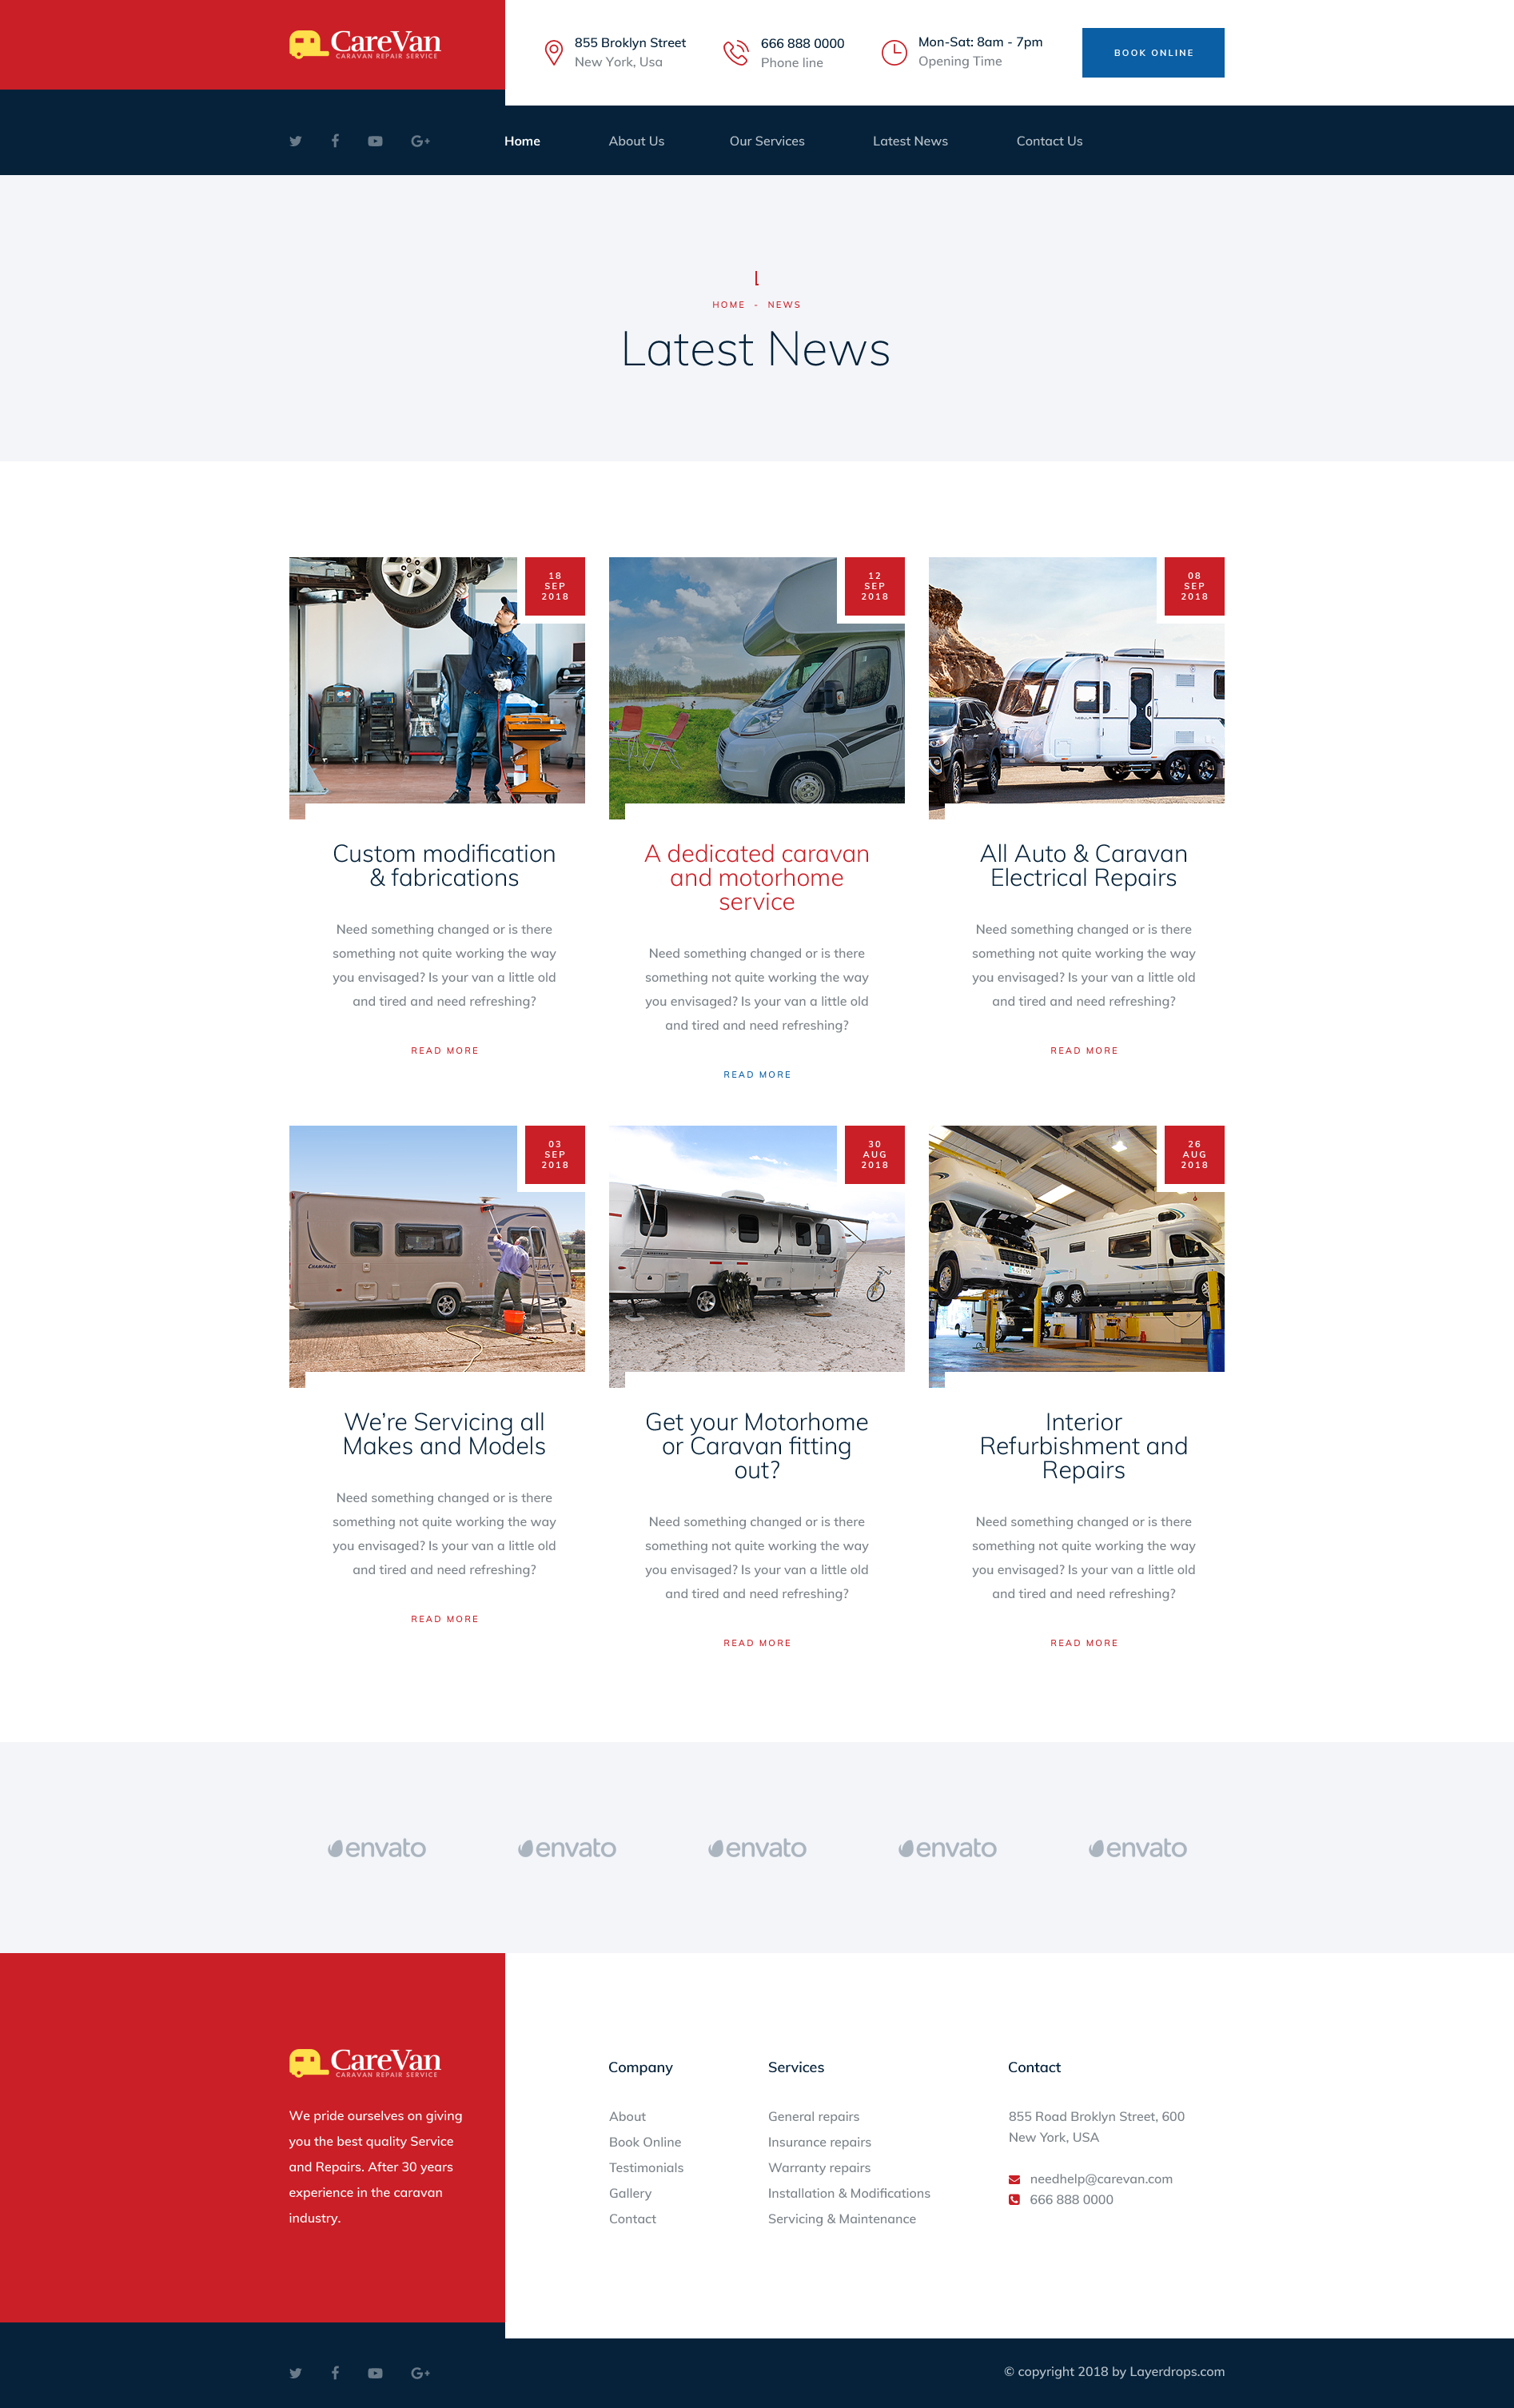 CareVan
CARAVAN REPAIR SERVICE
855 Broklyn Street
New York, Usa
666 888 0000
Phone line
Mon-Sat: 8am - 7pm
Opening Time
BOOK ONLINE
Home
About Us
Our Services
Latest News
Contact Us
HOME - NEWS
Latest News
18
SEP
2018
12
SEP
2018
08
SEP
2018
Custom modification
& fabrications
Need something changed or is there
something not quite working the way
you envisaged? Is your van a little old
and tired and need refreshing?
READ MORE
A dedicated caravan
and motorhome
service
Need something changed or is there
something not quite working the way
you envisaged? Is your van a little old
and tired and need refreshing?
READ MORE
All Auto & Caravan
Electrical Repairs
Need something changed or is there
something not quite working the way
you envisaged? Is your van a little old
and tired and need refreshing?
READ MORE
03
SEP
2018
30
AUG
2018
26
AUG
2018
CHAMPAGNE
We’re Servicing all
Makes and Models
Need something changed or is there
something not quite working the way
you envisaged? Is your van a little old
and tired and need refreshing?
READ MORE
Get your Motorhome
or Caravan fitting
out?
Need something changed or is there
something not quite working the way
you envisaged? Is your van a little old
and tired and need refreshing?
READ MORE
Interior
Refurbishment and
Repairs
Need something changed or is there
something not quite working the way
you envisaged? Is your van a little old
and tired and need refreshing?
READ MORE
envato
envato
envato
envato
envato
CareVan
CARAVAN REPAIR SERVICE
We pride ourselves on giving
you the best quality Service
and Repairs. After 30 years
experience in the caravan
industry.
Company
About
Book Online
Testimonials
Gallery
Contact
Services
General repairs
Insurance repairs
Warranty repairs
Installation & Modifications
Servicing & Maintenance
Contact
855 Road Broklyn Street, 600
New York, USA
needhelp@carevan.com
666 888 0000
© copyright 2018 by Layerdrops.com